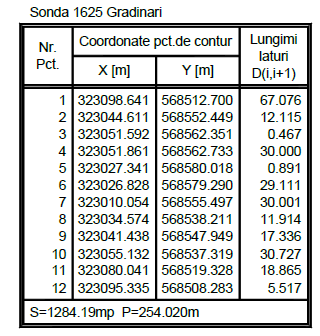 Sonda 1625 Gradinari
Nr. Pct. Coordonate pct.de contur Lungimi laturi D(i,i+1)
X [m] Y [m]
1 323098.641 568512.700 67.076
2 323044.611 568552.449 12.115
3 323051.592 568562.351 0.467
4 323051.861 568562.733 30.000
5 323027.341 568580.018 0.891
6 323026.828 568579.290 29.111
7 323010.054 568555.497 30.001
8 323034.574 568538.211 11.914
9 323041.438 568547.949 17.336
10 323055.132 568537.319 30.727
11 323080.041 568519.328 18.865
12 323095.335 568508.283 5.517
S=1284.19mp P=254.020m